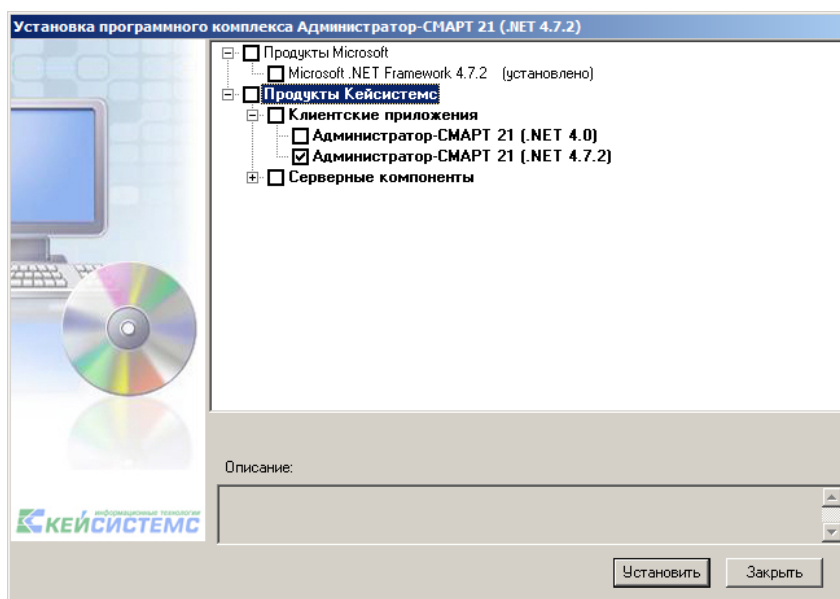 Установка программного комплекса Администратор-СМАРТ 21 (.NET 4.7.2)
Продукты Microsoft
Microsoft .NET Framework 4.7.2 (установлено)
Продукты Кейсистемс
Клиентские приложения
Администратор-СМАРТ 21 (.NET 4.0)
Администратор-СМАРТ 21 (.NET 4.7.2)
Серверные компоненты
Описание:
информационные технологии
КЕЙСИСТЕМС
Установить
Закрыть